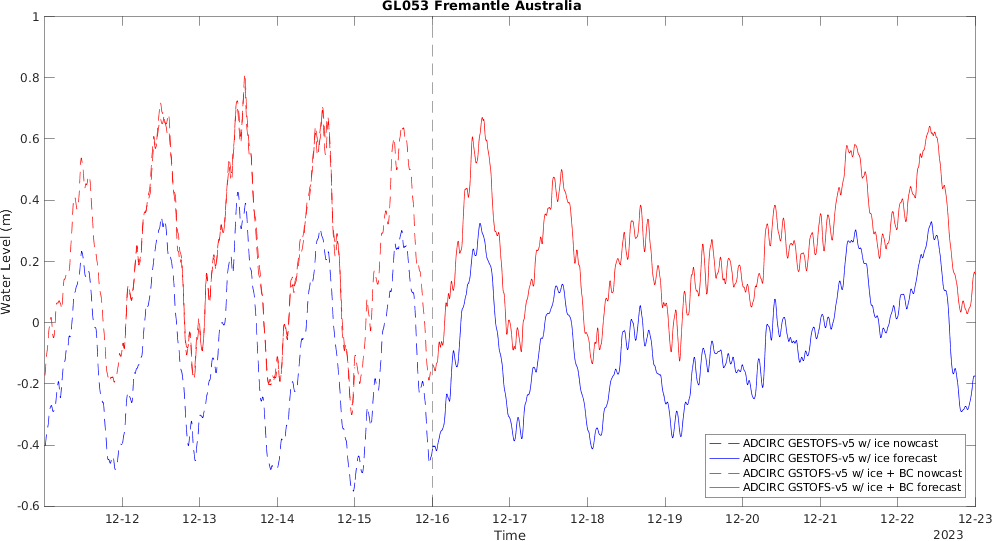 GL053 Fremantle Australia
1
0.8
0.6
0.4
0.2
0
-0.2
-0.4
-0.6
Water Level (m)
ADCIRC GESTOFS-v5 w/ ice nowcast
ADCIRC GESTOFS-v5 w/ ice forecast
ADCIRC GSTOFS-v5 w/ ice + BC nowcast
ADCIRC GSTOFS-v5 w/ ice + BC forecast
12-12 12-13 12-14 12-15 12-16 12-17 12-18 12-19 12-20 12-21 12-22 12-23
Time
2023